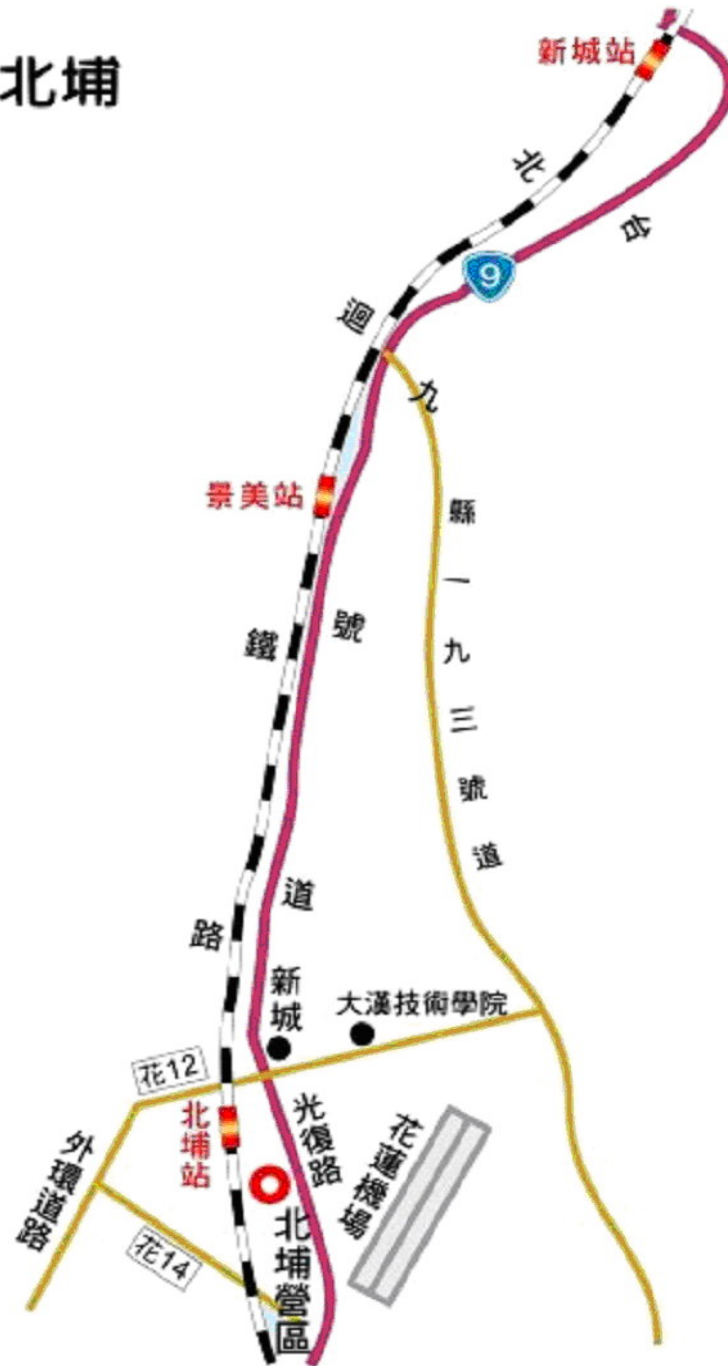 北埔
新城站
北迴鐵路
台九號道
9
景美站
縣一九三號道
新城
大漢技術學院
花12
北埔站
光復路
花蓮機場
外環道路
花14
北埔營區